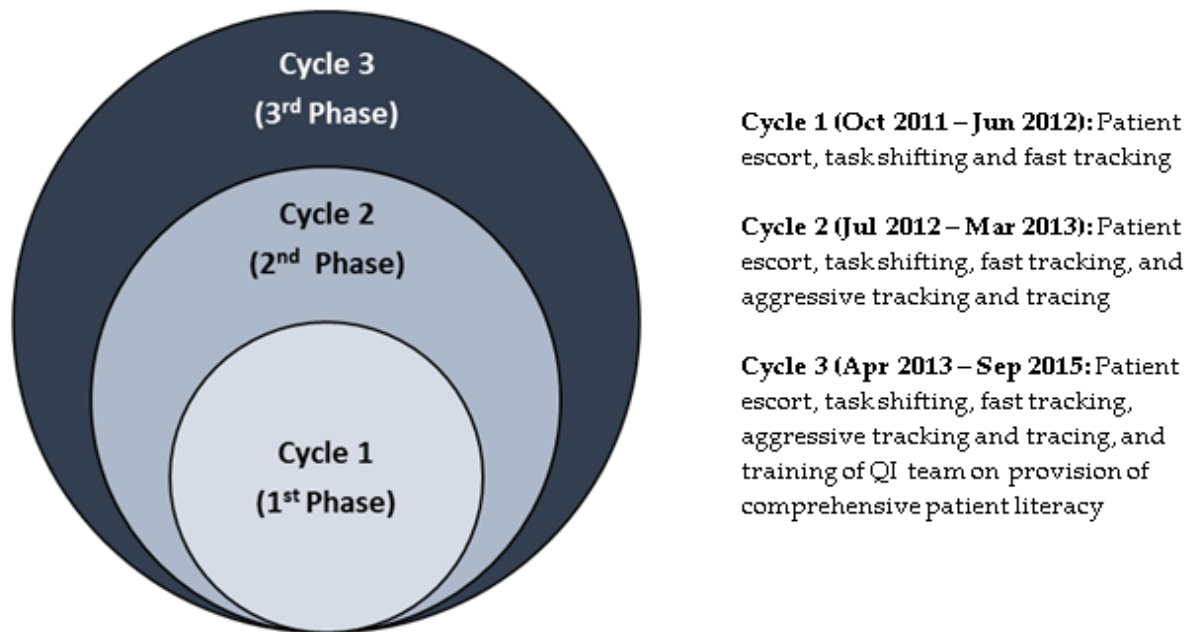 Cycle 3
(3rd Phase)
Cycle 2
(2nd Phase)
Cycle 1
(1st Phase)
Cycle 1 (Oct 2011 – Jun 2012): Patient
escort, task shifting and fast tracking
Cycle 2 (Jul 2012 – Mar 2013): Patient
escort, task shifting, fast tracking, and
aggressive tracking and tracing
Cycle 3 (Apr 2013 – Sep 2015: Patient
escort, task shifting, fast tracking,
aggressive tracking and tracing, and
training of QI team on provision of
comprehensive patient literacy